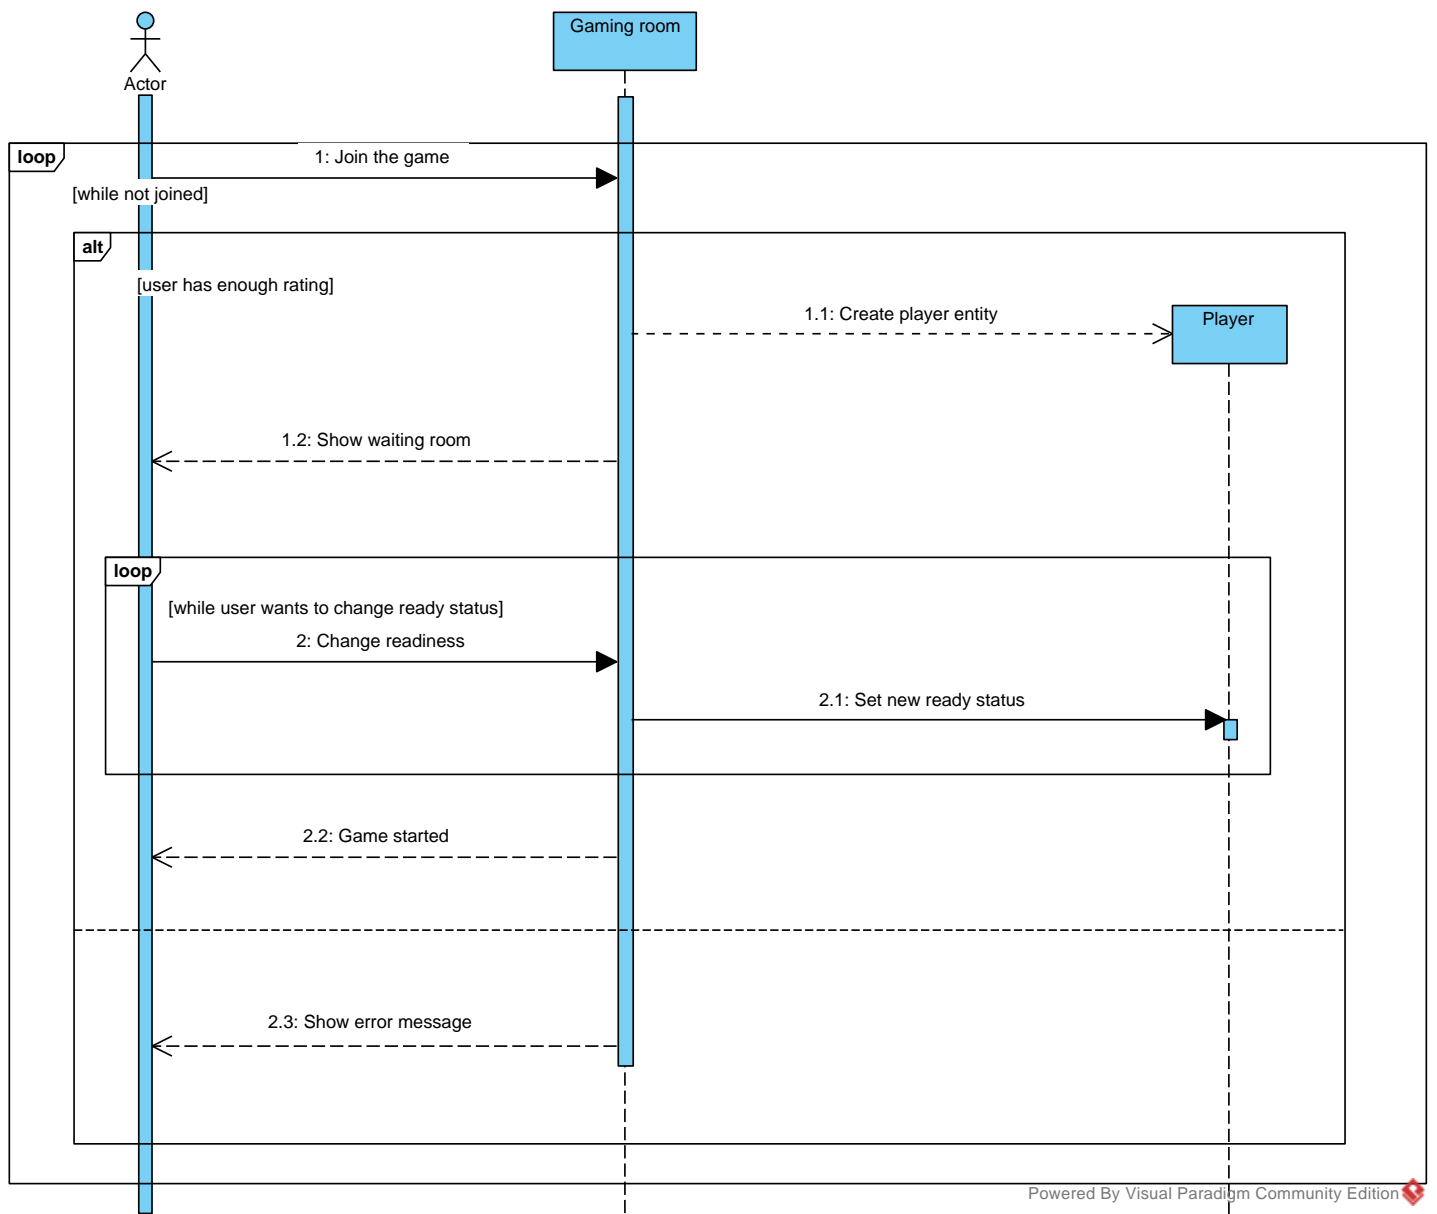 Gaming room
Actor
loop
1: Join the game
[while not joined]
alt
[user has enough rating]
1.1: Create player entity
Player
1.2: Show waiting room
loop
[while user wants to change ready status]
2: Change readiness
2.1: Set new ready status
2.2: Game started
2.3: Show error message
Powered By Visual Paradigm Community Edition